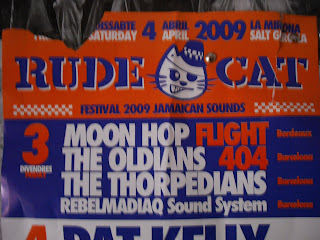 DISSABTE 4 ABRIL 2009 LA MIRONA
SATURDAY APRIL SALT GIRONA
RUDE CAT
FESTIVAL 2009 JAMAICAN SOUNDS
3 MOON HOP FLIGHT Bordeaux
DIVENDRES THE OLDIANS 404 Barcelona
FRIDAY THE THORPEDIANS Barcelona
REBELMADIAQ Sound System Barcelona
4 PAT KELLY